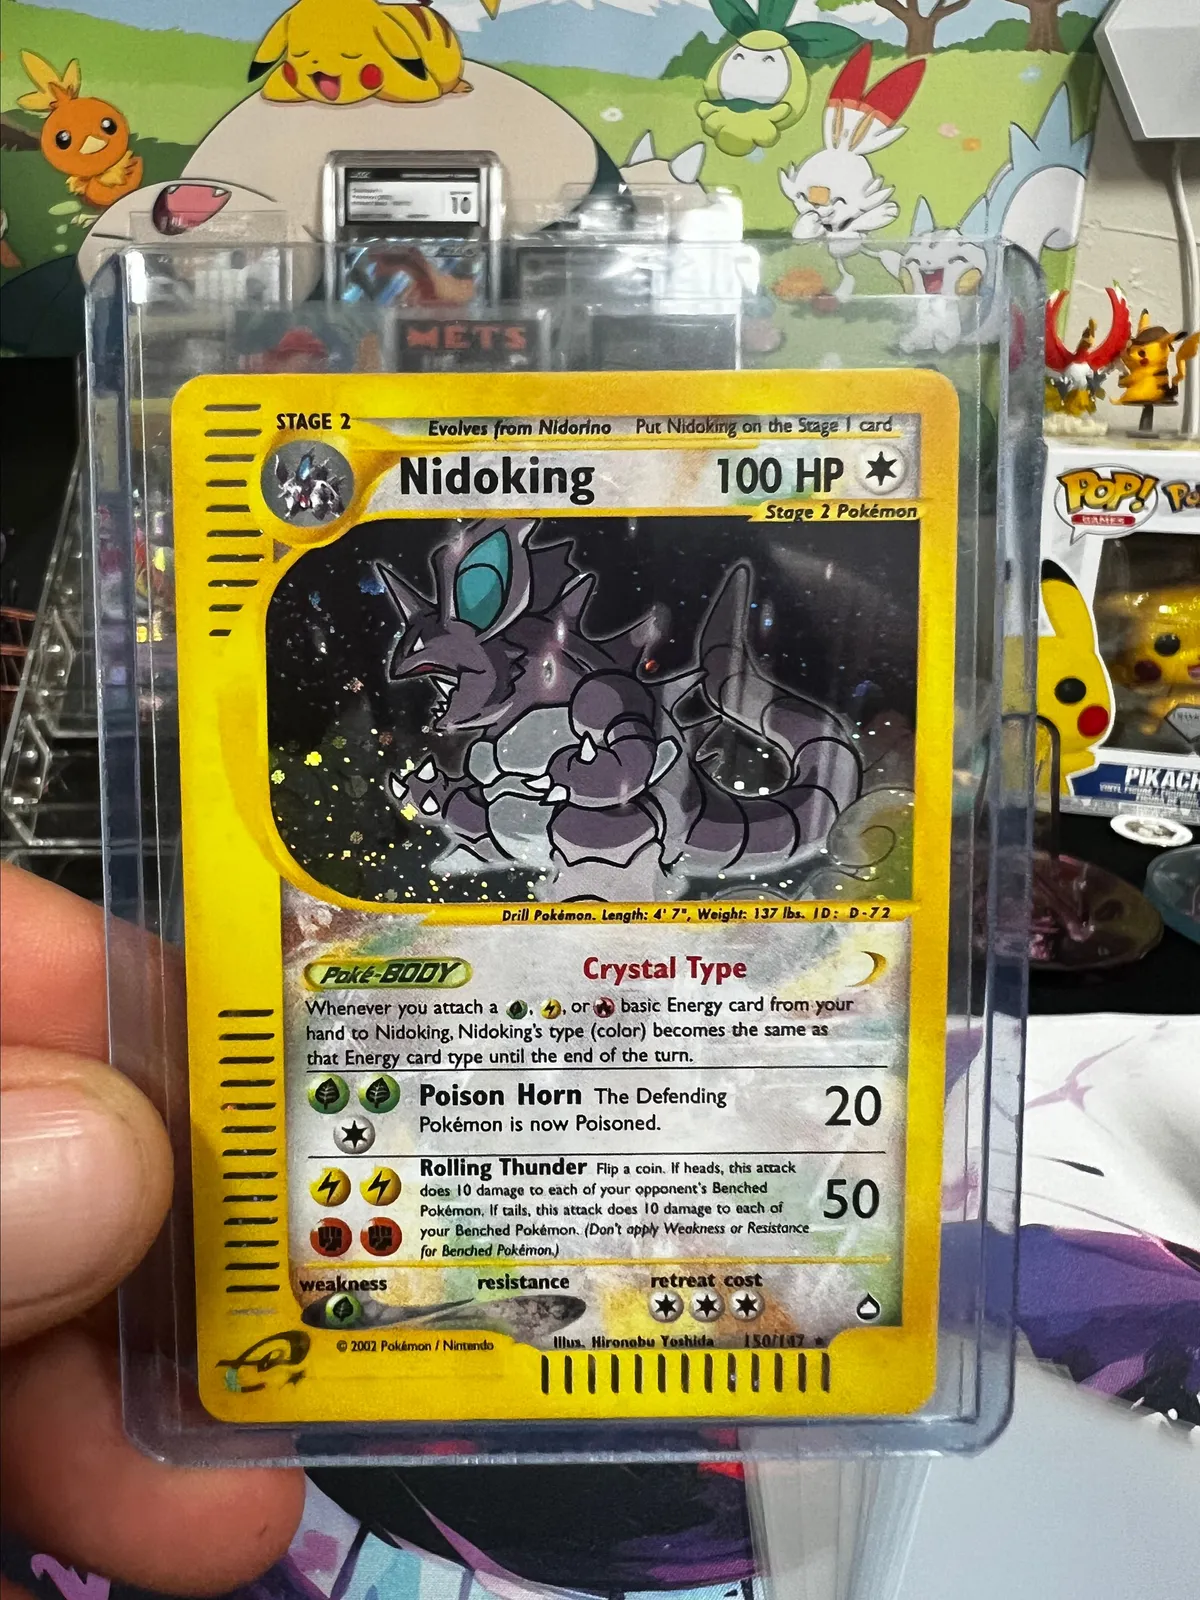 10
METS
STAGE 2
Evolves from Nidorino Put Nidoking on the Stage 1 card
Nidoking 100 HP
Stage 2 Pokémon
POP!
GAMES
Drill Pokémon. Length: 4' 7", Weight: 137 lbs. ID: D-72
Poké-BODY Crystal Type
Whenever you attach a , , or basic Energy card from your
hand to Nidoking, Nidoking's type (color) becomes the same as
that Energy card type until the end of the turn.
Poison Horn The Defending
Pokémon is now Poisoned.
20
Rolling Thunder Flip a coin. If heads, this attack
does 10 damage to each of your opponent's Benched
Pokémon. If tails, this attack does 10 damage to each of
your Benched Pokémon. (Don't apply Weakness or Resistance
for Benched Pokémon.)
50
weakness resistance retreat cost
© 2002 Pokémon / Nintendo Illus. Hironobu Yoshida 150/147
PIKACH